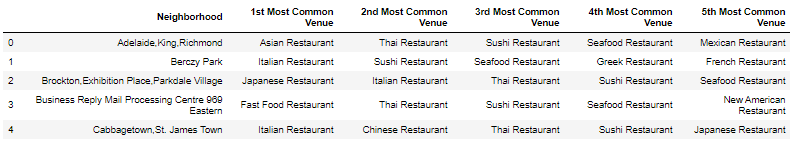 Neighborhood 1st Most Common Venue 2nd Most Common Venue 3rd Most Common Venue 4th Most Common Venue 5th Most Common Venue
0 Adelaide,King,Richmond Asian Restaurant Thai Restaurant Sushi Restaurant Seafood Restaurant Mexican Restaurant
1 Berczy Park Italian Restaurant Sushi Restaurant Seafood Restaurant Greek Restaurant French Restaurant
2 Brockton,Exhibition Place,Parkdale Village Japanese Restaurant Italian Restaurant Thai Restaurant Sushi Restaurant Seafood Restaurant
3 Business Reply Mail Processing Centre 969 Eastern Fast Food Restaurant Thai Restaurant Sushi Restaurant Seafood Restaurant New American Restaurant
4 Cabbagetown,St. James Town Italian Restaurant Chinese Restaurant Thai Restaurant Sushi Restaurant Japanese Restaurant